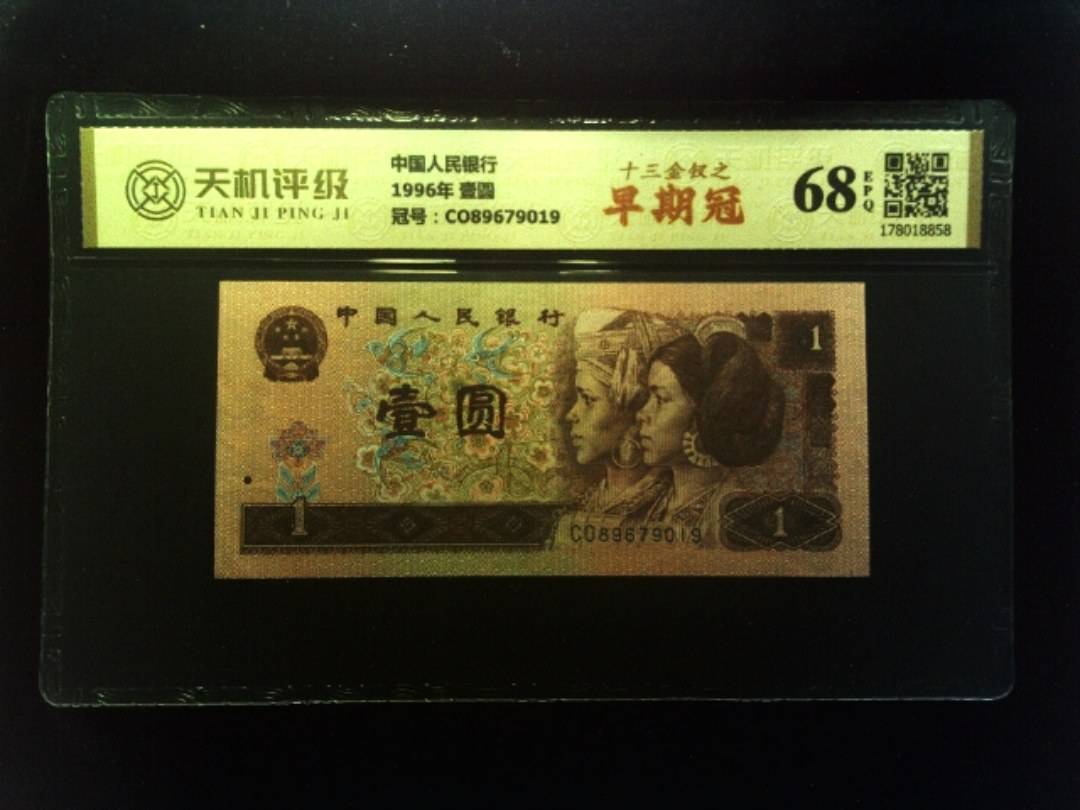 天机评级
TIAN JI PING JI
中国人民银行
1996年 壹圆
冠号：CO89679019
十三金钗之
早期冠
68
EPQ
178018858
中国人民银行
1
壹圆
1
CO89679019
1